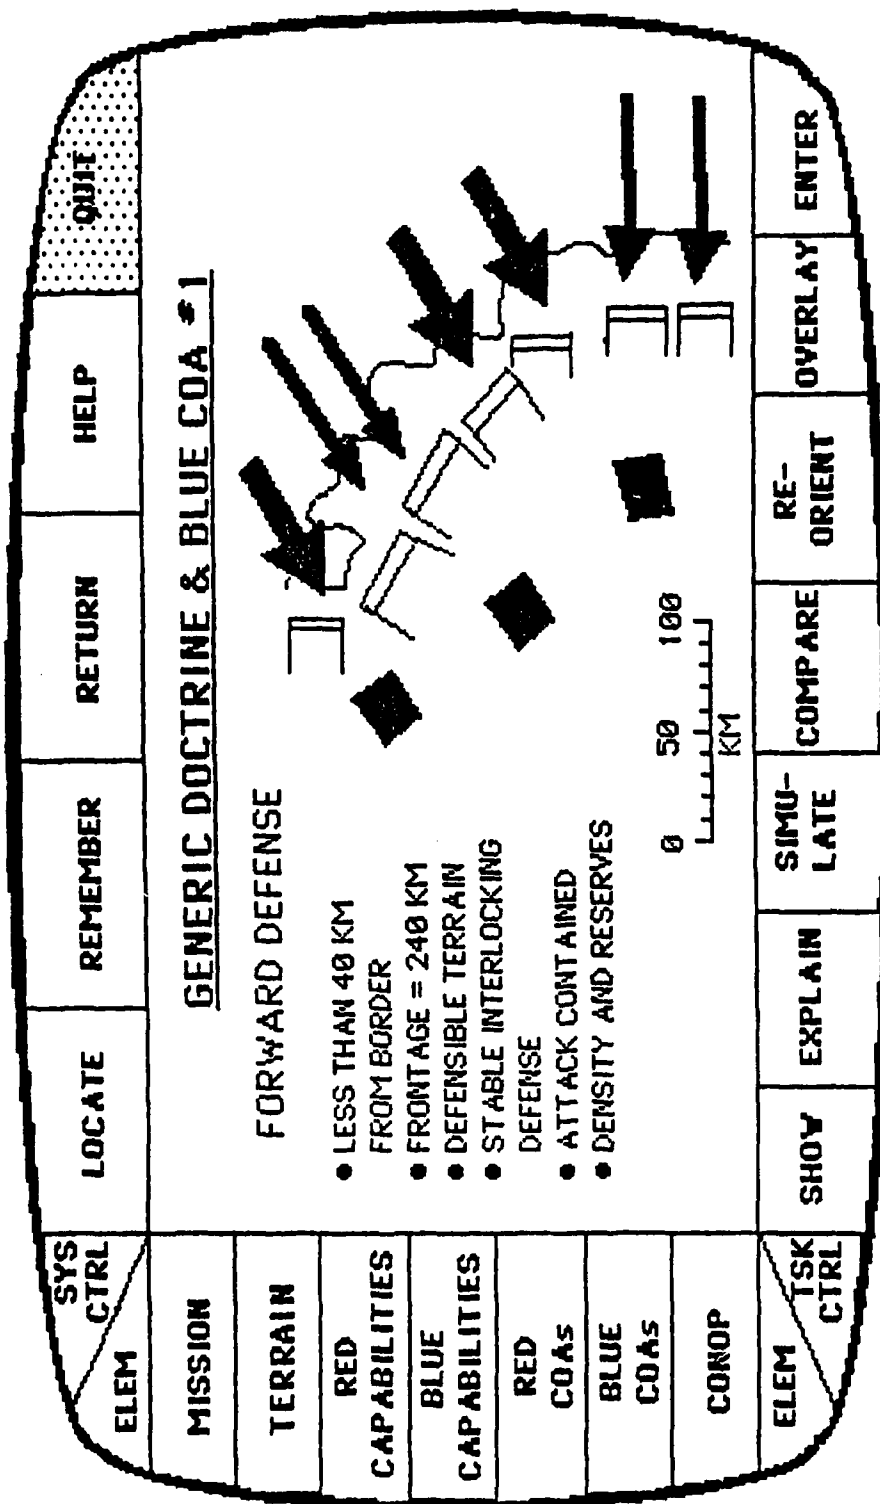 SYS
CTRL
ELEM
LOCATE
REMEMBER
RETURN
HELP
QUIT
MISSION
TERRAIN
RED
CAPABILITIES
BLUE
CAPABILITIES
RED
COAs
BLUE
COAs
CONOP
GENERIC DOCTRINE & BLUE COA #1
FORWARD DEFENSE
• LESS THAN 40 KM
FROM BORDER
• FRONTAGE = 240 KM
• DEFENSIBLE TERRAIN
• STABLE INTERLOCKING
DEFENSE
• ATTACK CONTAINED
• DENSITY AND RESERVES
0 50 100
KM
ELEM
TSK
CTRL
SHOW
EXPLAIN
SIMU-
LATE
COMPARE
RE-
ORIENT
OVERLAY
ENTER